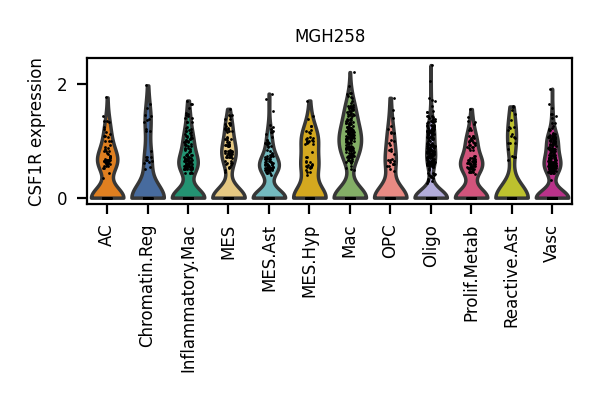 MGH258
CSF1R expression
2
0
AC
Chromatin.Reg
Inflammatory.Mac
MES
MES.Ast
MES.Hyp
Mac
OPC
Oligo
Prolif.Metab
Reactive.Ast
Vasc